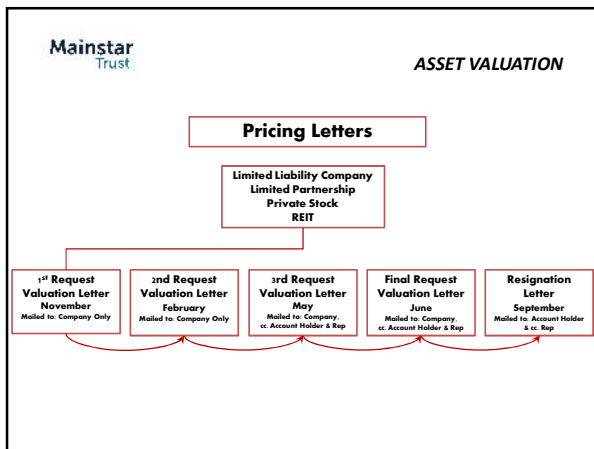 Mainstar
Trust
ASSET VALUATION
Pricing Letters
Limited Liability Company
Limited Partnership
Private Stock
REIT
1st Request
Valuation Letter
November
Mailed to: Company Only
2nd Request
Valuation Letter
February
Mailed to: Company Only
3rd Request
Valuation Letter
May
Mailed to: Company,
cc. Account Holder & Rep
Final Request
Valuation Letter
June
Mailed to: Company,
cc. Account Holder & Rep
Resignation
Letter
September
Mailed to: Account Holder
& cc. Rep